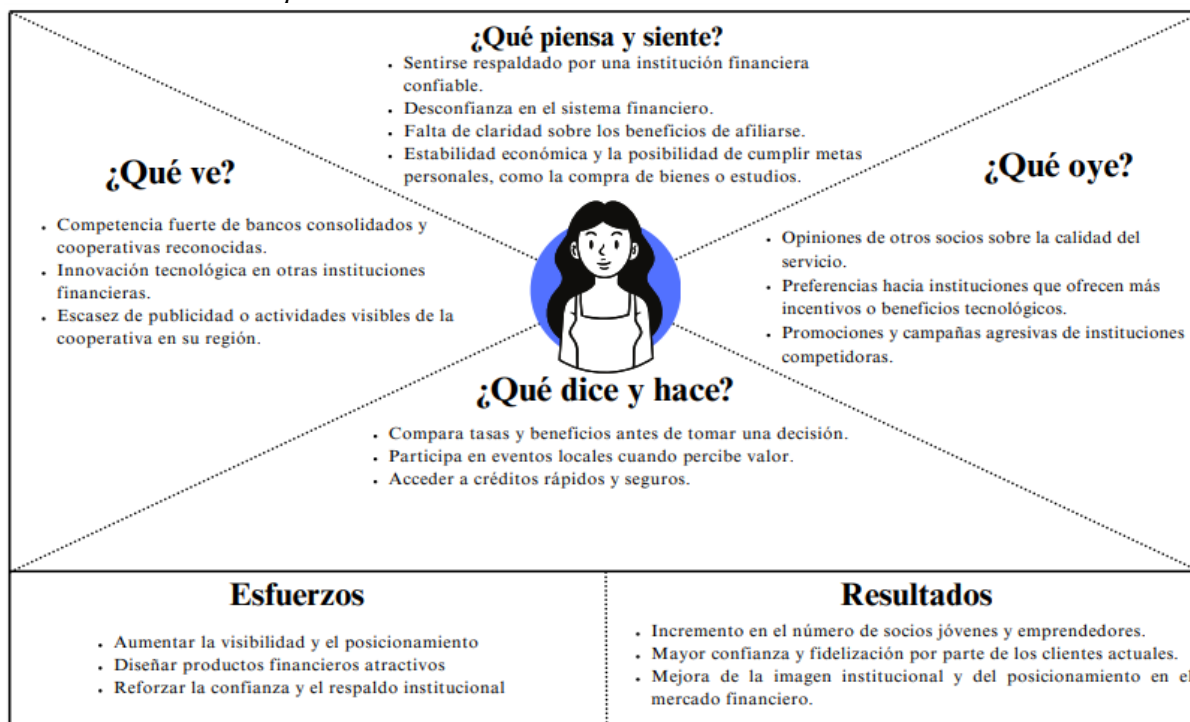 ¿Qué piensa y siente?
• Sentirse respaldado por una institución financiera
confiable.
• Desconfianza en el sistema financiero.
• Falta de claridad sobre los beneficios de afiliarse.
• Estabilidad económica y la posibilidad de cumplir metas
personales, como la compra de bienes o estudios.
¿Qué ve?
• Competencia fuerte de bancos consolidados y
cooperativas reconocidas.
• Innovación tecnológica en otras instituciones
financieras.
• Escasez de publicidad o actividades visibles de la
cooperativa en su región.
¿Qué oye?
• Opiniones de otros socios sobre la calidad del
servicio.
• Preferencias hacia instituciones que ofrecen más
incentivos o beneficios tecnológicos.
• Promociones y campañas agresivas de instituciones
competidoras.
¿Qué dice y hace?
• Compara tasas y beneficios antes de tomar una decisión.
• Participa en eventos locales cuando percibe valor.
• Acceder a créditos rápidos y seguros.
Esfuerzos
• Aumentar la visibilidad y el posicionamiento
• Diseñar productos financieros atractivos
• Reforzar la confianza y el respaldo institucional
Resultados
• Incremento en el número de socios jóvenes y emprendedores.
• Mayor confianza y fidelización por parte de los clientes actuales.
• Mejora de la imagen institucional y del posicionamiento en el
mercado financiero.